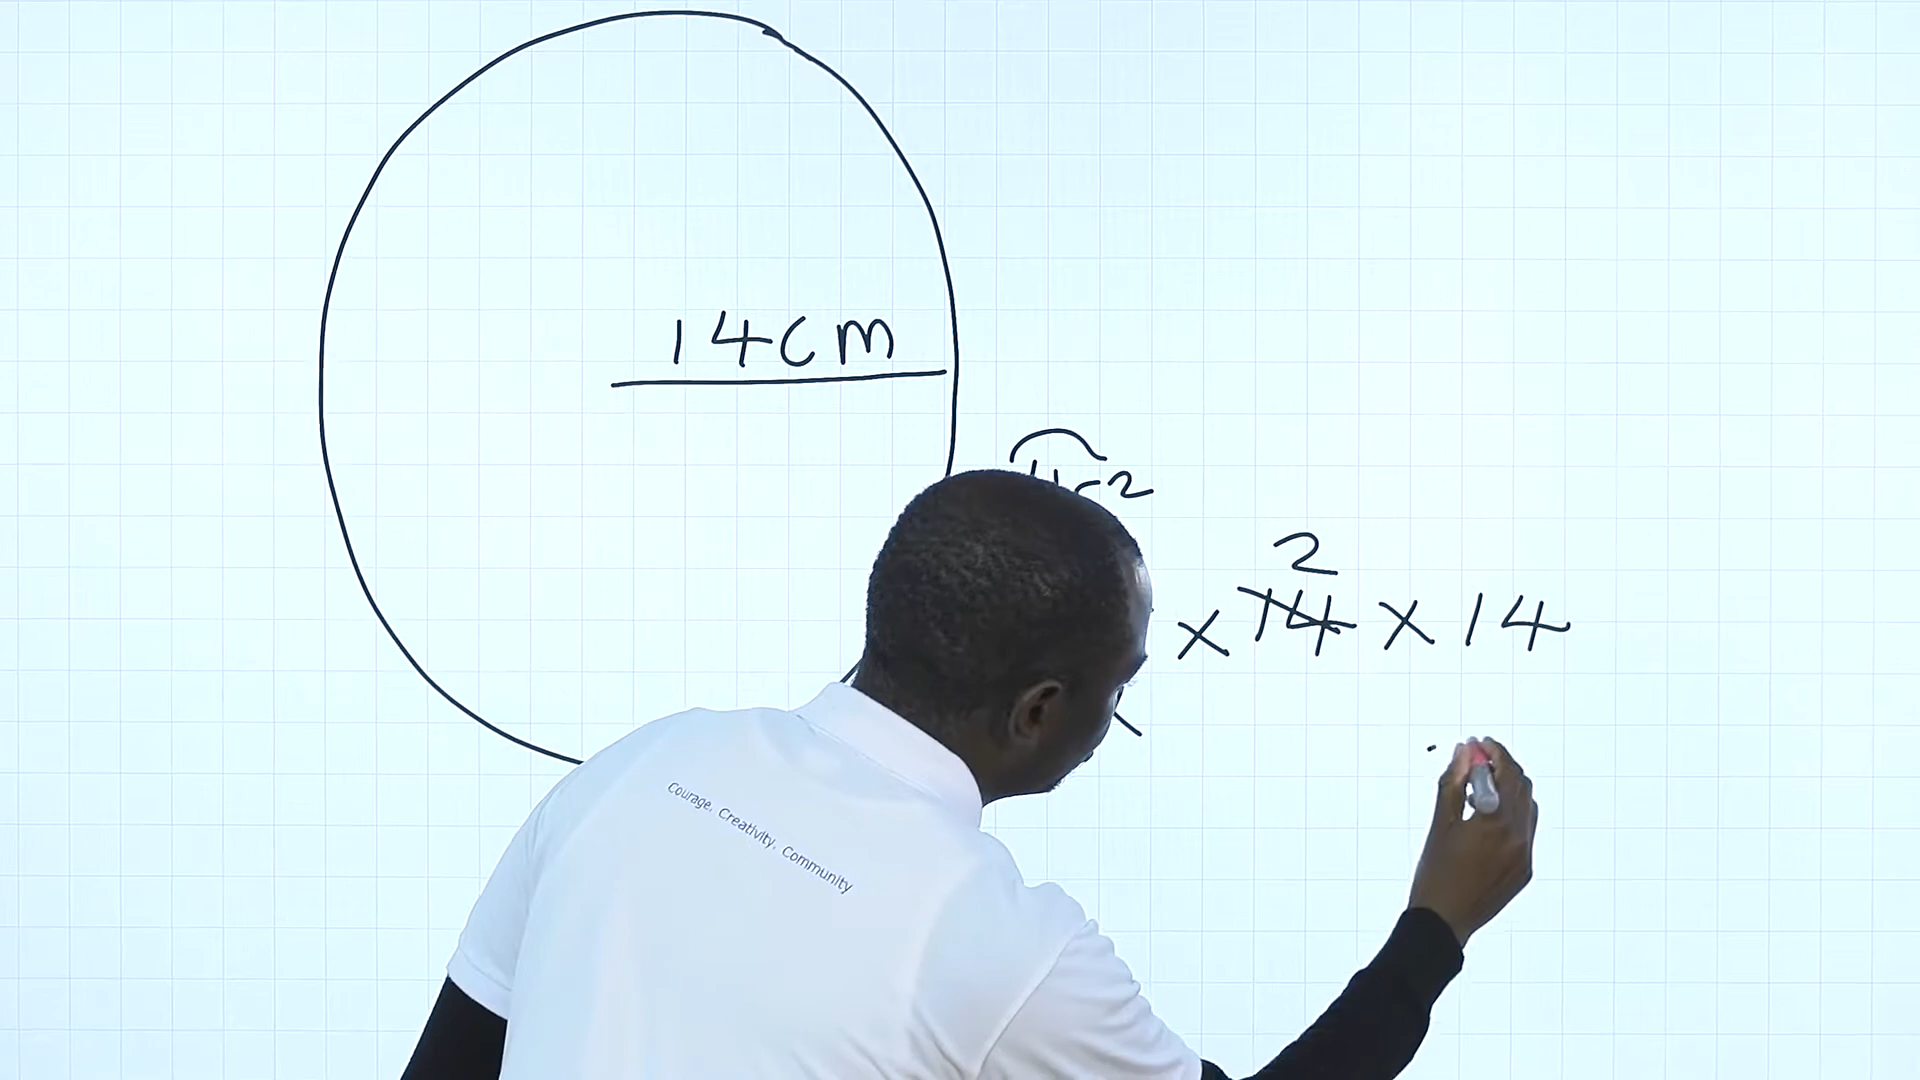 14cm
πr2
2
x 14 x 14
Courage, Creativity, Community